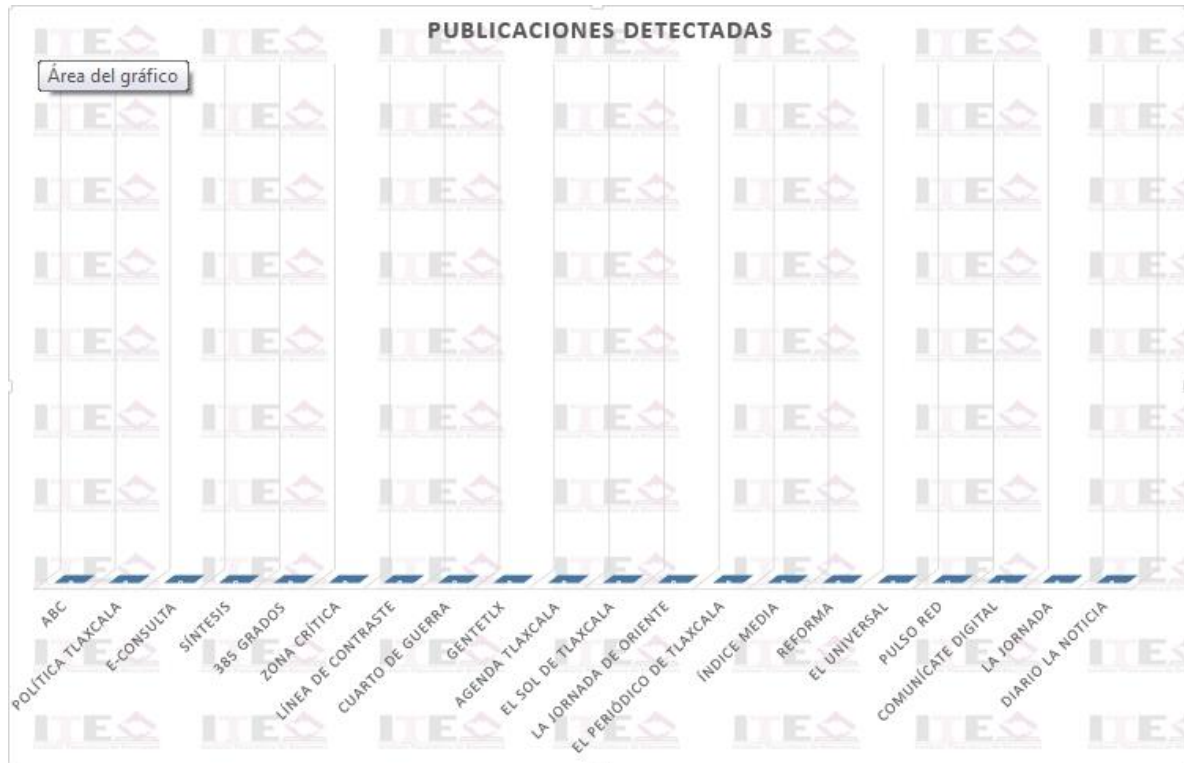 PUBLICACIONES DETECTADAS
Área del gráfico
ABC
POLÍTICA TLAXCALA
E-CONSULTA
SÍNTESIS
385 GRADOS
ZONA CRÍTICA
LÍNEA DE CONTRASTE
CUARTO DE GUERRA
GENTETLX
AGENDA TLAXCALA
EL SOL DE TLAXCALA
LA JORNADA DE ORIENTE
EL PERIÓDICO DE TLAXCALA
ÍNDICE MEDIA
REFORMA
EL UNIVERSAL
PULSO RED
COMUNÍCATE DIGITAL
LA JORNADA
DIARIO LA NOTICIA